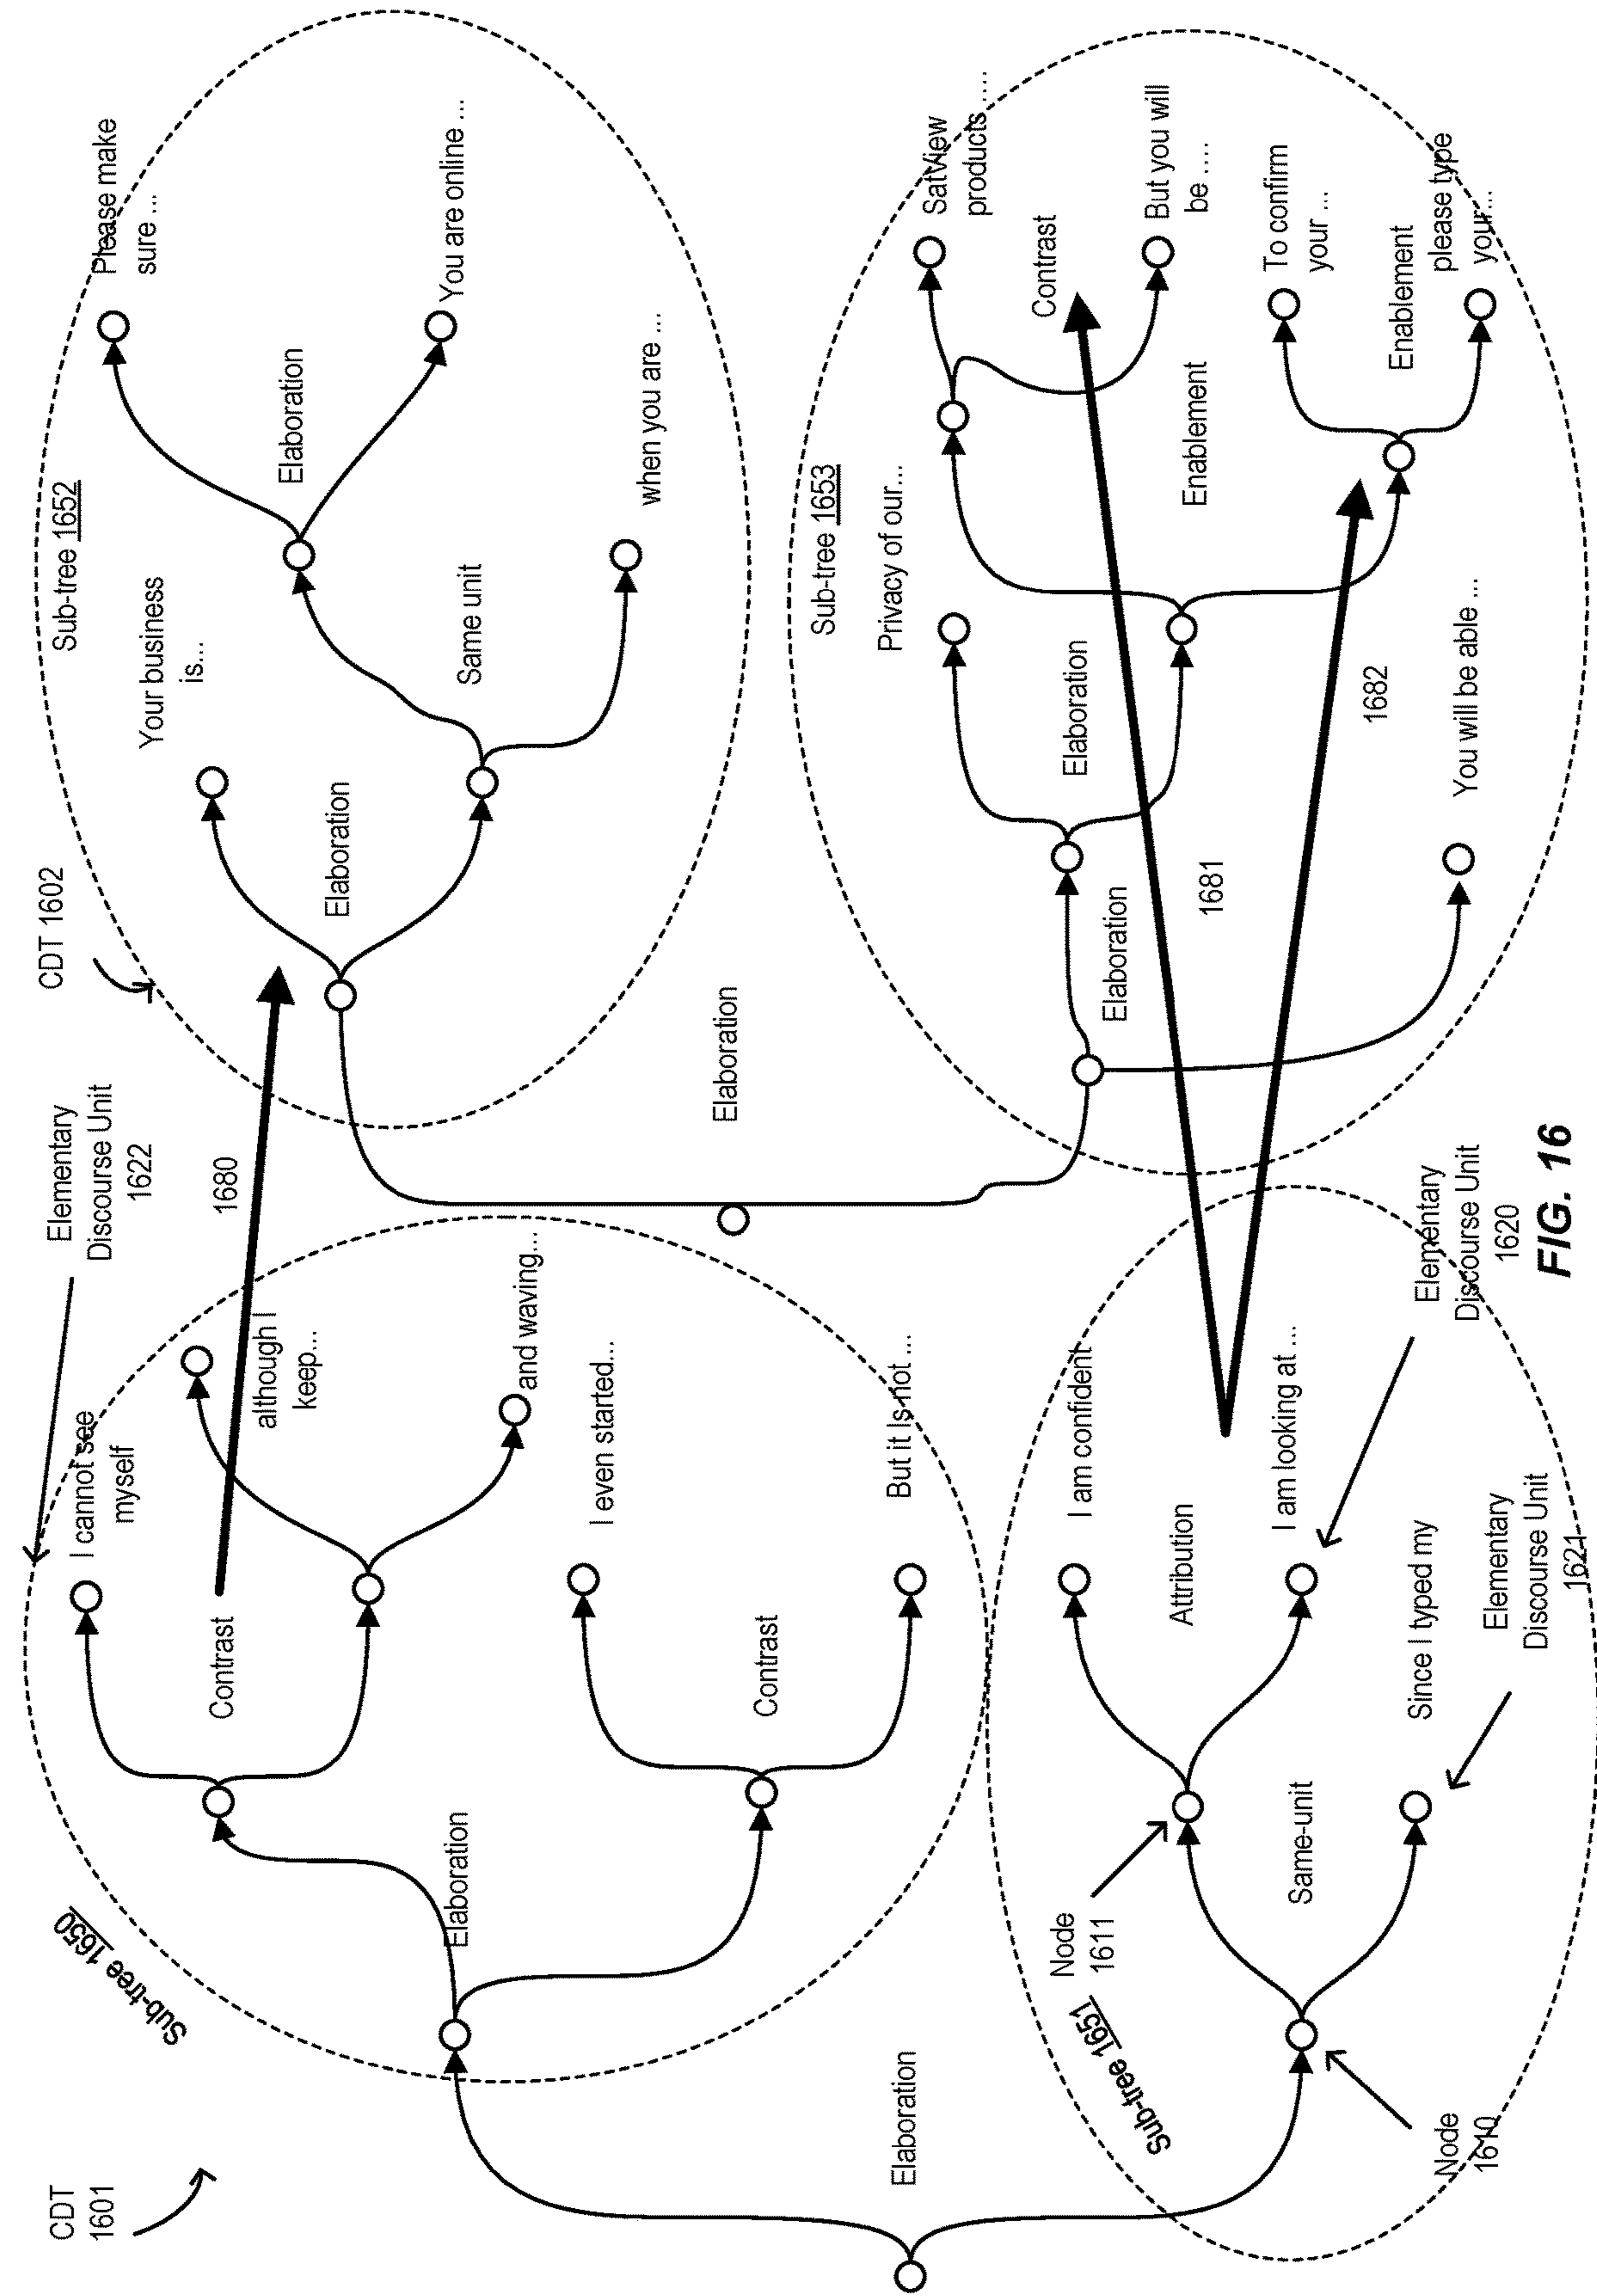 CDT
1601
Elaboration
Sub-tree 1650
Elaboration
Contrast
I cannot see
myself
although I
keep...
and waving...
Contrast
I even started...
But it Is not ...
Elementary
Discourse Unit
1622
1680
Sub-tree 1651
Node
1610
Node
1611
Same-unit
Attribution
I am confident
I am looking at ...
Since I typed my
Elementary
Discourse Unit
1621
Elementary
Discourse Unit
1620
CDT 1602
Elaboration
Sub-tree 1652
Elaboration
Your business
is...
Same unit
Elaboration
Please make
sure ...
You are online ...
when you are ...
Sub-tree 1653
Elaboration
Elaboration
Privacy of our...
Enablement
Contrast
SatView
products ....
But you will
be ....
Enablement
To confirm
your ...
please type
your...
You will be able ...
1681
1682
FIG. 16